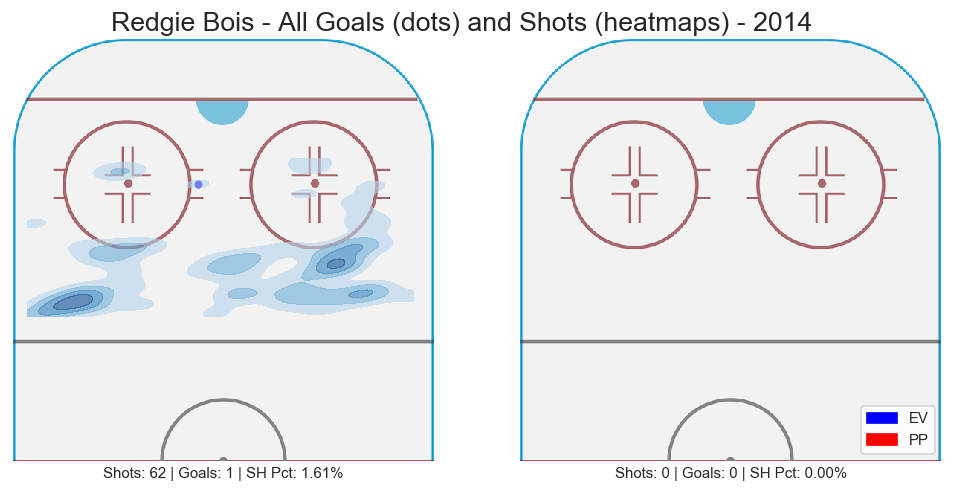 Redgie Bois - All Goals (dots) and Shots (heatmaps) - 2014
EV
PP
Shots: 62 | Goals: 1 | SH Pct: 1.61%
Shots: 0 | Goals: 0 | SH Pct: 0.00%